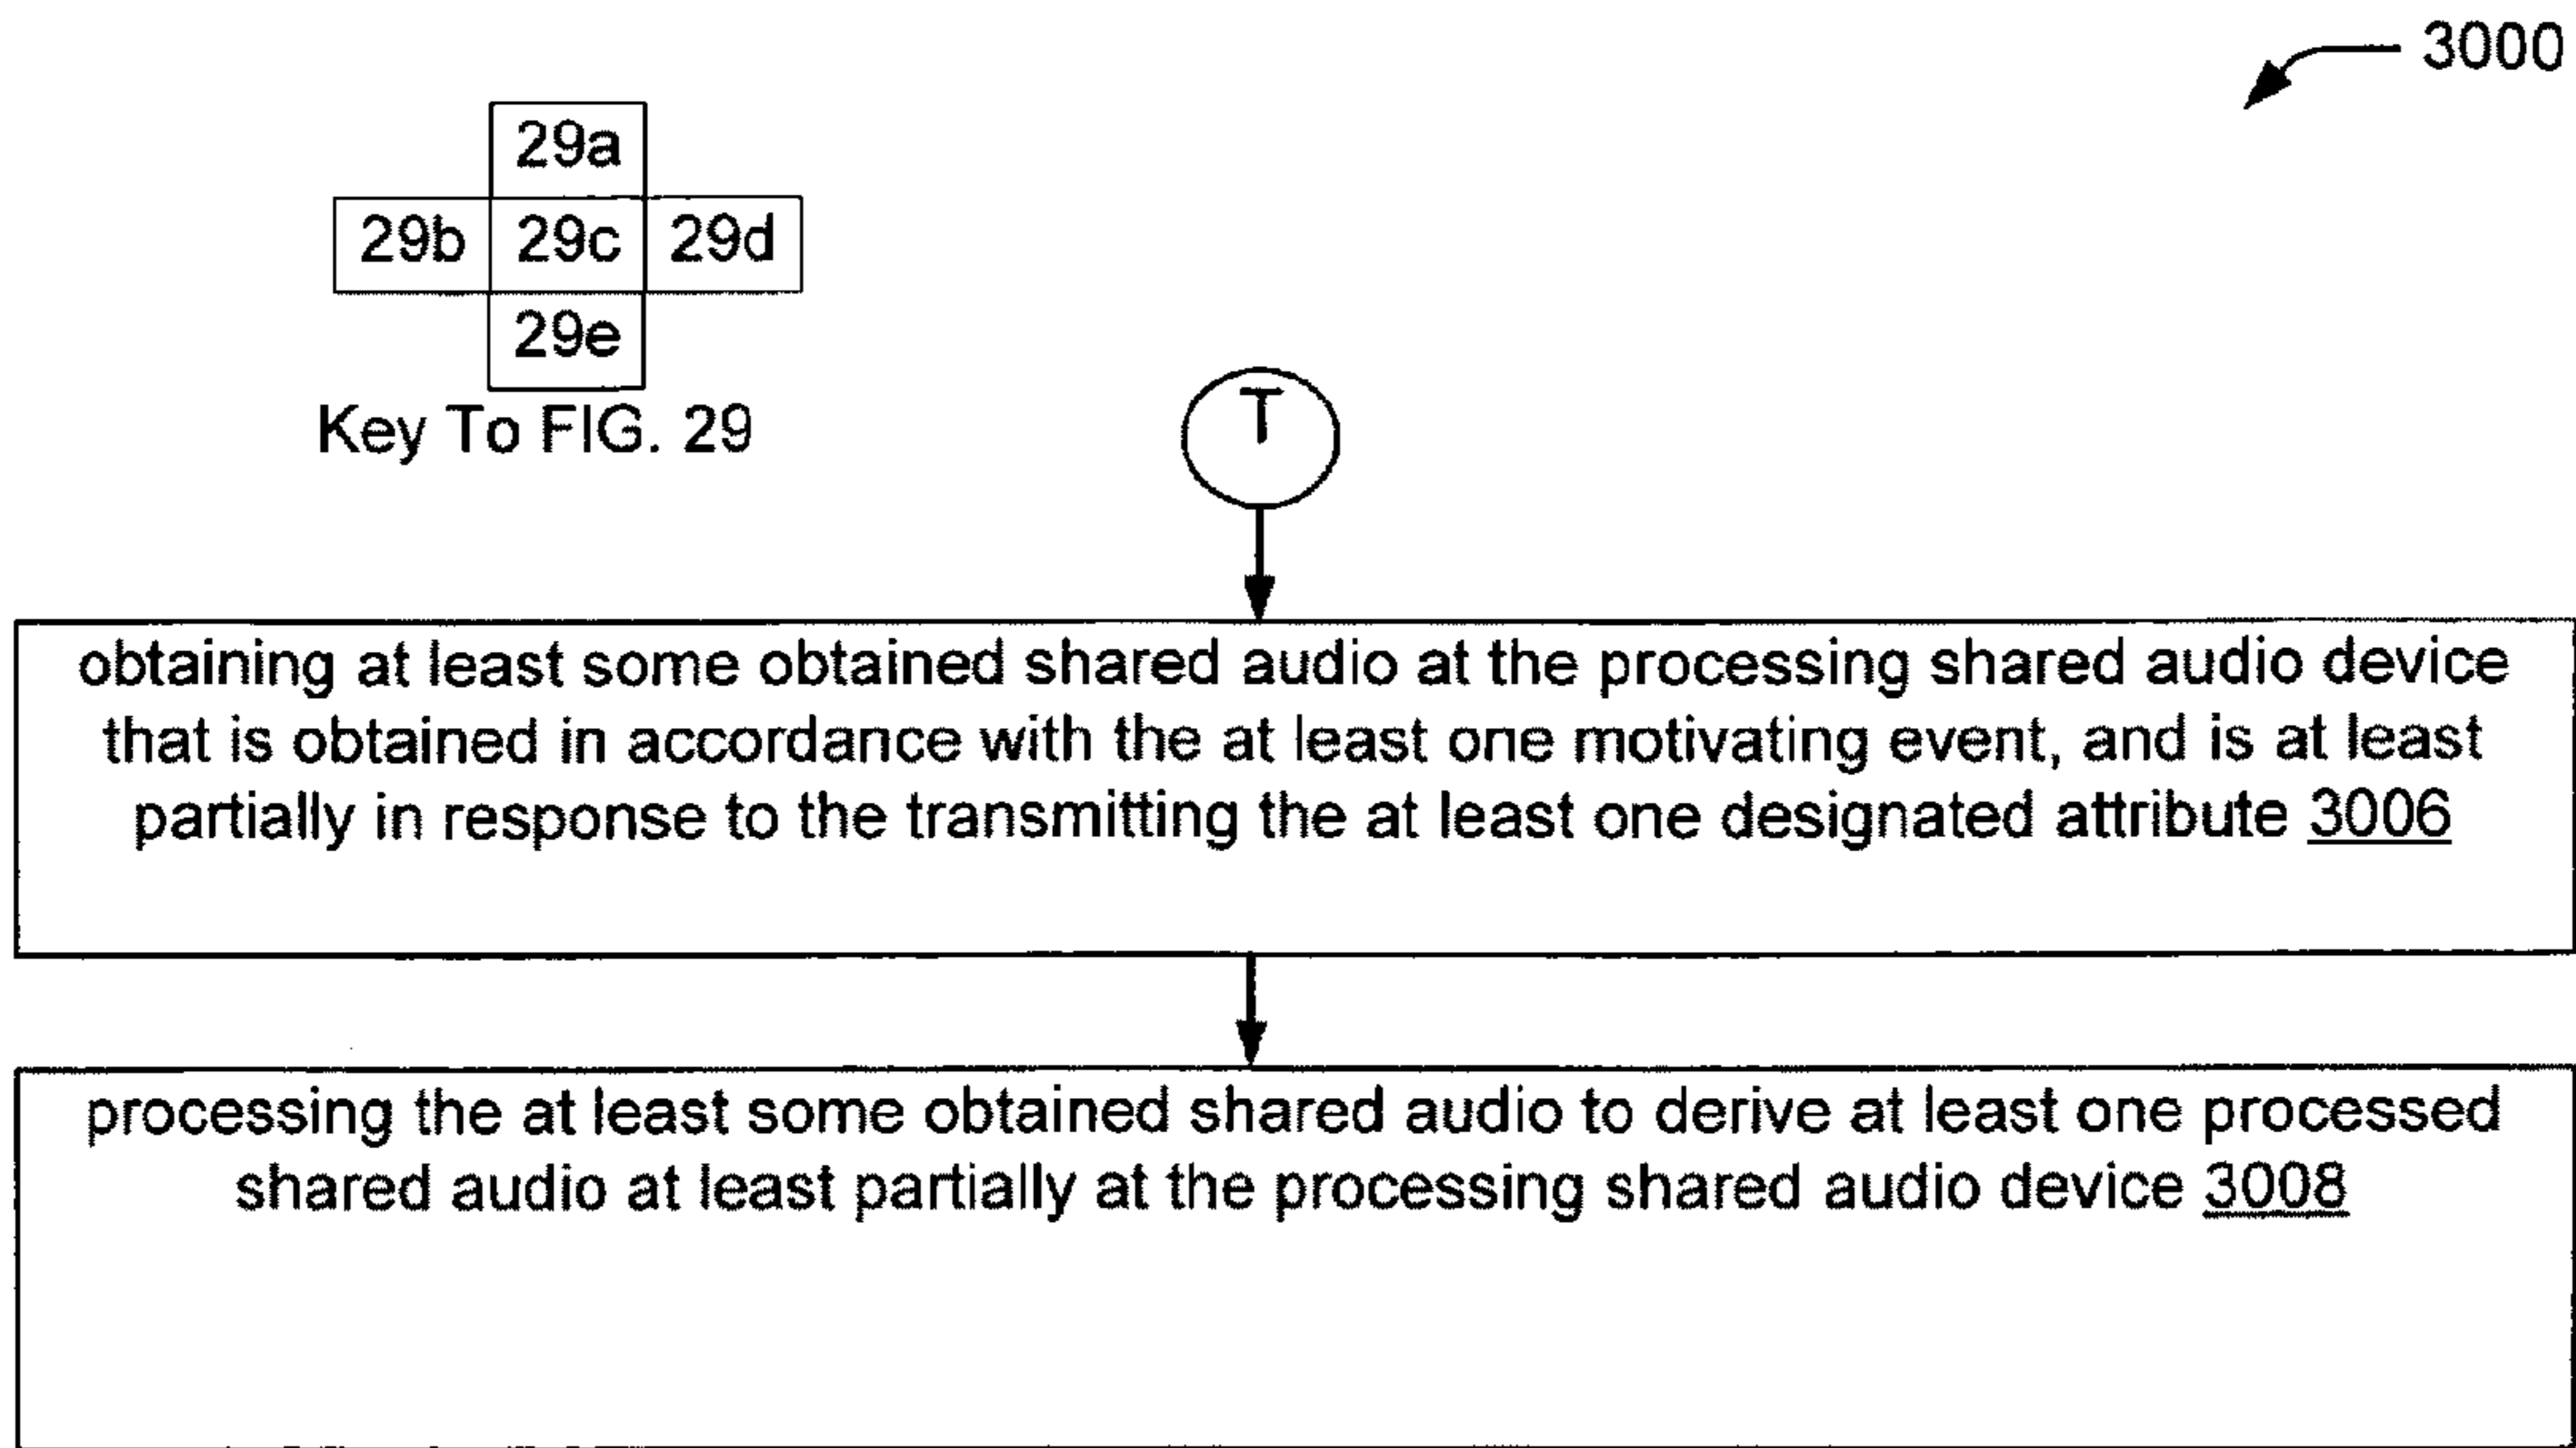 3000
29a
29b 29c 29d
29e
Key To FIG. 29
T
obtaining at least some obtained shared audio at the processing shared audio device
that is obtained in accordance with the at least one motivating event, and is at least
partially in response to the transmitting the at least one designated attribute 3006
processing the at least some obtained shared audio to derive at least one processed
shared audio at least partially at the processing shared audio device 3008